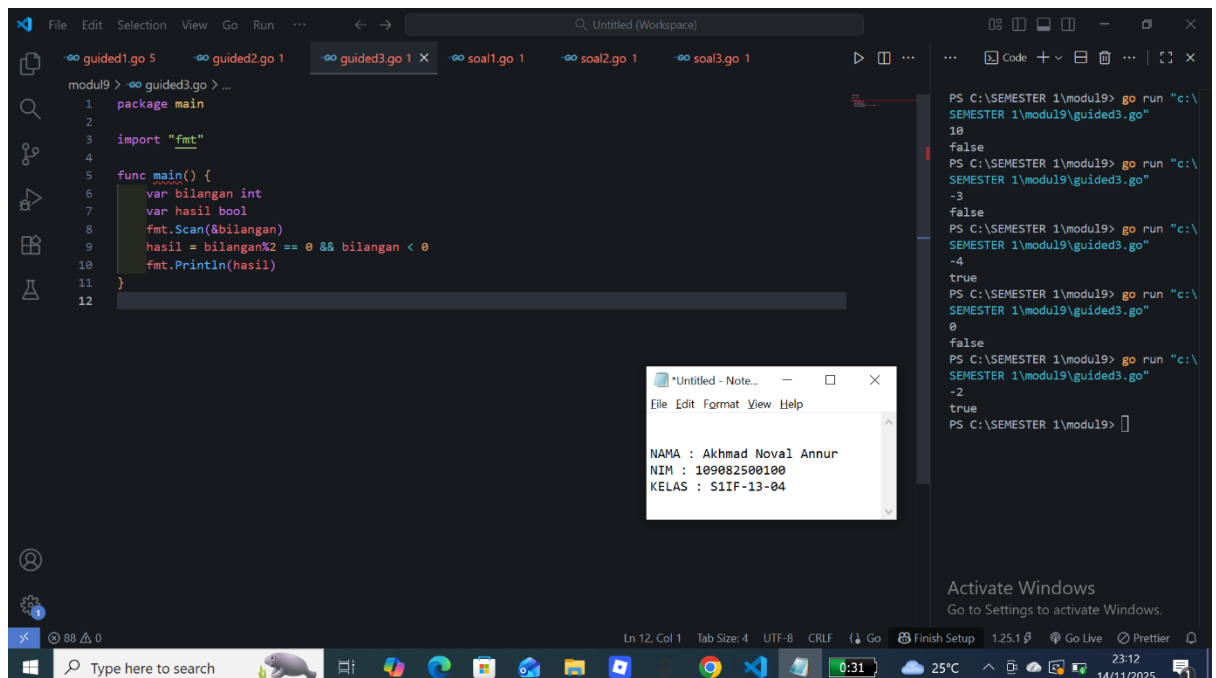 File Edit Selection View Go Run ··· ← → Untitled (Workspace)
guided1.go 5 guided2.go 1 guided3.go 1 × soal1.go 1 soal2.go 1 soal3.go 1 ··· ··· Code
modul9 > guided3.go > ...
1 package main
2
3 import "fmt"
4
5 func main() {
6 var bilangan int
7 var hasil bool
8 fmt.Scan(&bilangan)
9 hasil = bilangan%2 == 0 && bilangan < 0
10 fmt.Println(hasil)
11 }
12
PS C:\SEMESTER 1\modul9> go run "c:\
SEMESTER 1\modul9\guided3.go"
10
false
PS C:\SEMESTER 1\modul9> go run "c:\
SEMESTER 1\modul9\guided3.go"
-3
false
PS C:\SEMESTER 1\modul9> go run "c:\
SEMESTER 1\modul9\guided3.go"
-4
true
PS C:\SEMESTER 1\modul9> go run "c:\
SEMESTER 1\modul9\guided3.go"
0
false
PS C:\SEMESTER 1\modul9> go run "c:\
SEMESTER 1\modul9\guided3.go"
-2
true
PS C:\SEMESTER 1\modul9>
*Untitled - Note...
File Edit Format View Help
NAMA : Akhmad Noval Annur
NIM : 109082500100
KELAS : S1IF-13-04
Activate Windows
Go to Settings to activate Windows.
1
88 0 Ln 12, Col 1 Tab Size: 4 UTF-8 CRLF Go Finish Setup 1.25.1 Go Live Prettier
Type here to search 0:31 25°C 23:12
14/11/2025 1